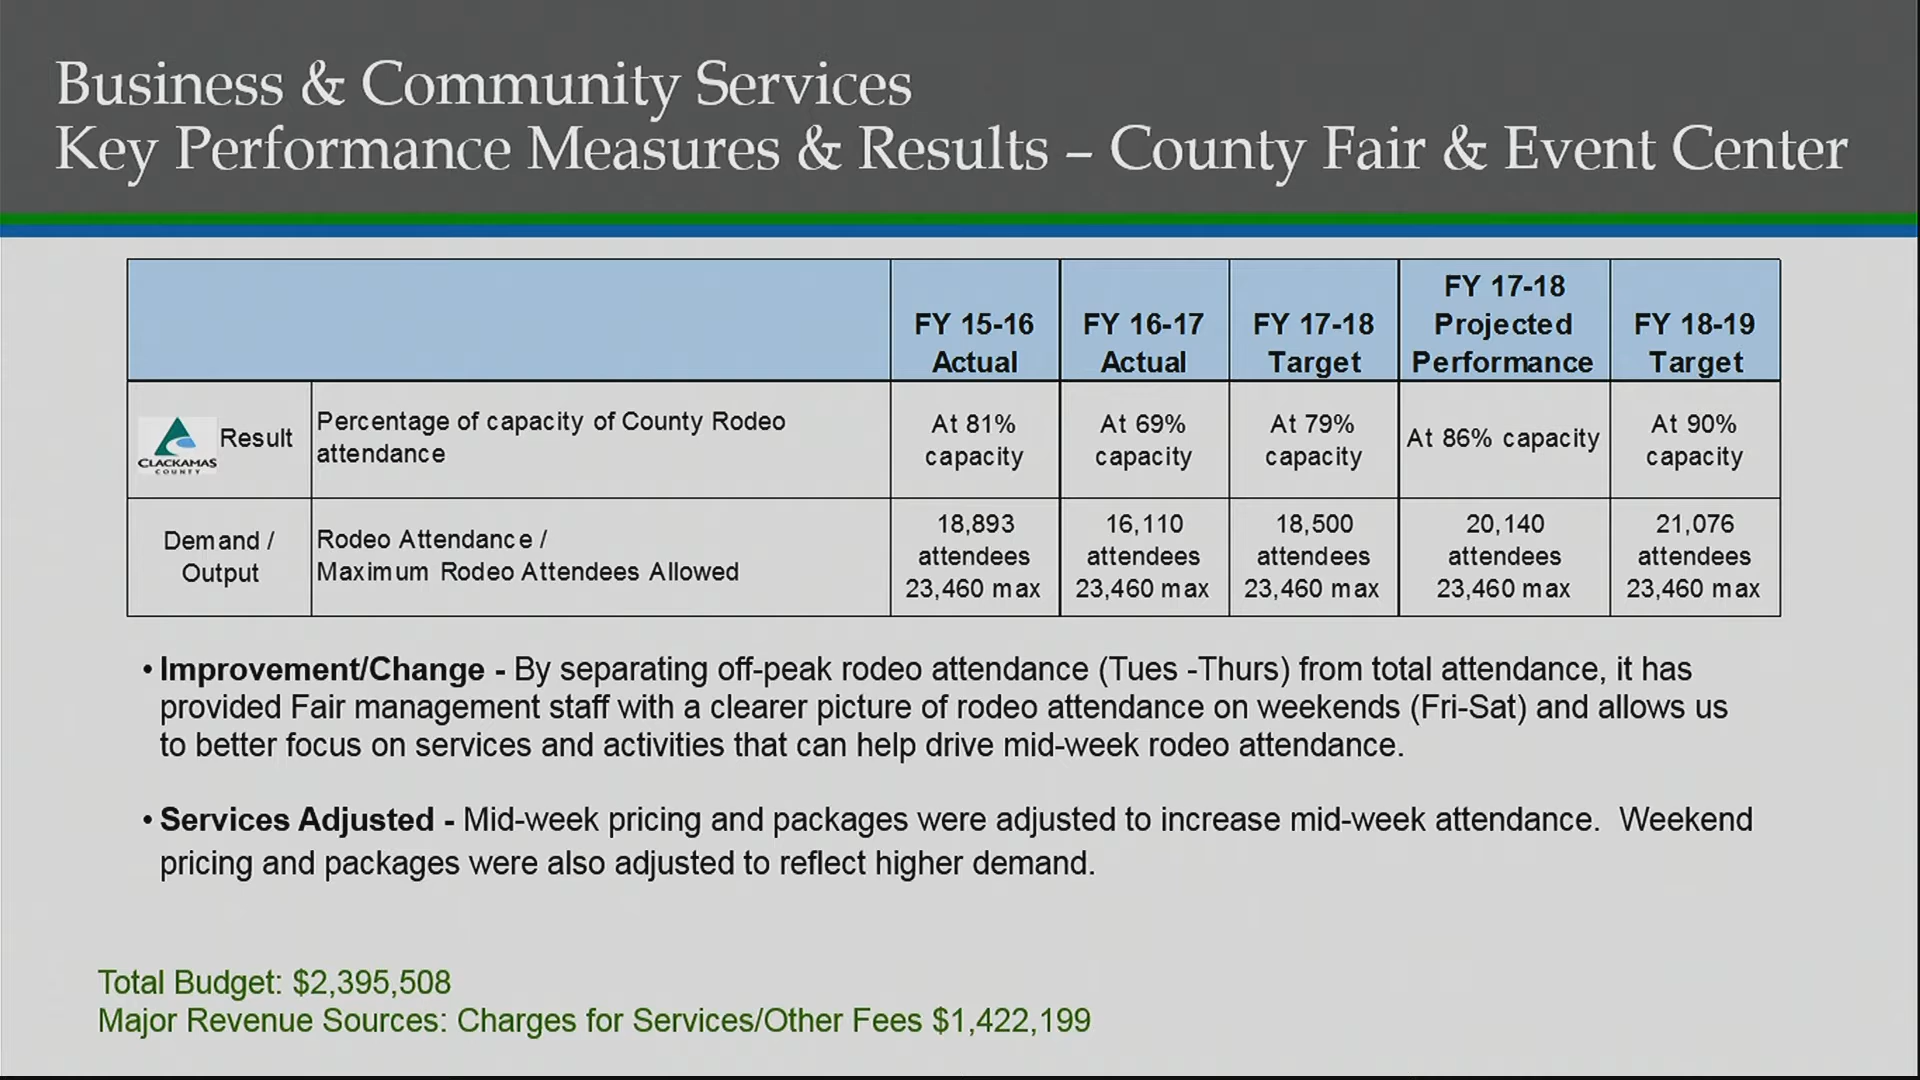 Business & Community Services
Key Performance Measures & Results – County Fair & Event Center
FY 15-16
Actual
FY 16-17
Actual
FY 17-18
Target
FY 17-18
Projected
Performance
FY 18-19
Target
CLACKAMAS
COUNTY
Result
Percentage of capacity of County Rodeo
attendance
At 81%
capacity
At 69%
capacity
At 79%
capacity
At 86% capacity
At 90%
capacity
Demand /
Output
Rodeo Attendance /
Maximum Rodeo Attendees Allowed
18,893
attendees
23,460 max
16,110
attendees
23,460 max
18,500
attendees
23,460 max
20,140
attendees
23,460 max
21,076
attendees
23,460 max
• Improvement/Change - By separating off-peak rodeo attendance (Tues -Thurs) from total attendance, it has
provided Fair management staff with a clearer picture of rodeo attendance on weekends (Fri-Sat) and allows us
to better focus on services and activities that can help drive mid-week rodeo attendance.
• Services Adjusted - Mid-week pricing and packages were adjusted to increase mid-week attendance. Weekend
pricing and packages were also adjusted to reflect higher demand.
Total Budget: $2,395,508
Major Revenue Sources: Charges for Services/Other Fees $1,422,199